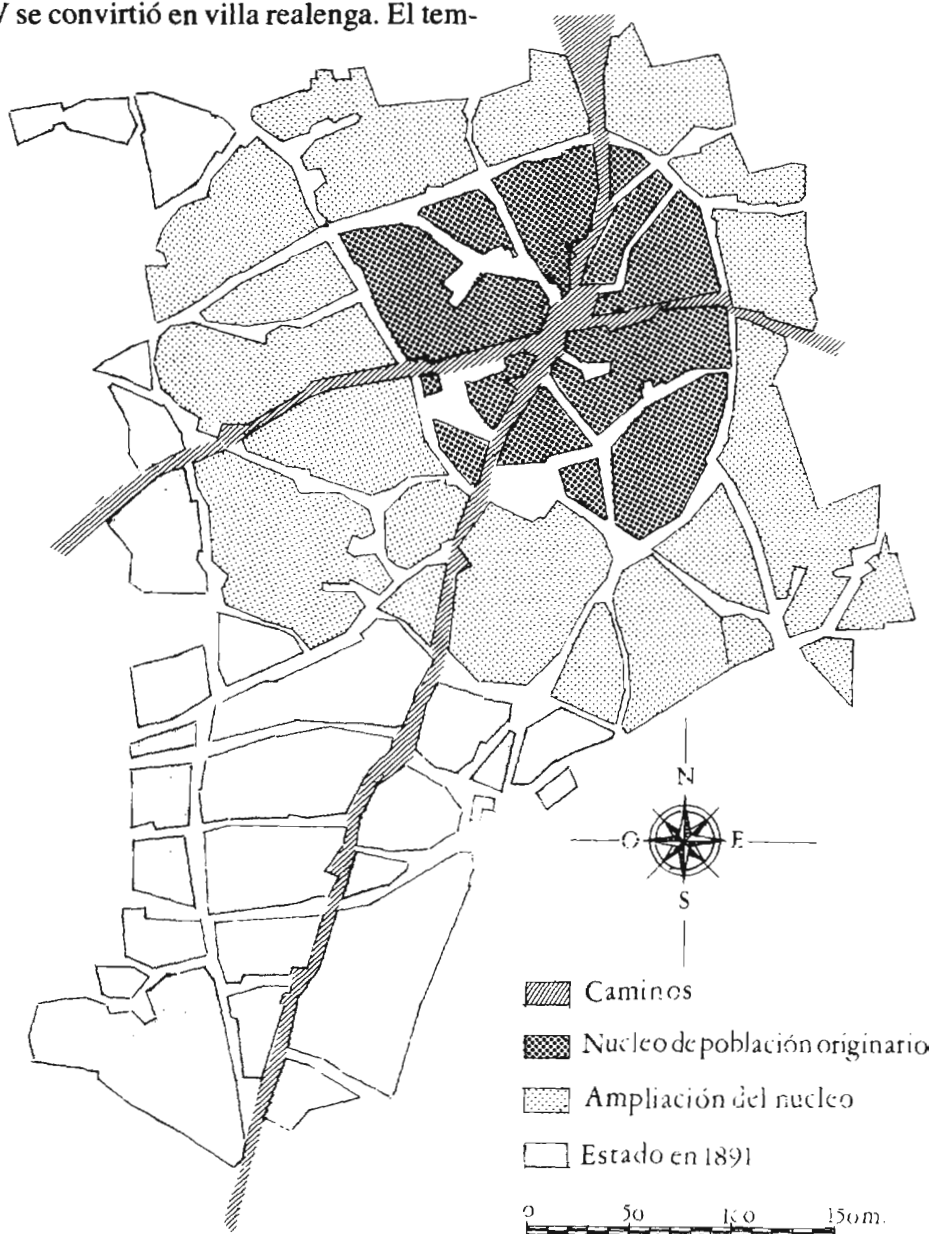 V se convirtió en villa realenga. El tem-
N
O E
S
Caminos
Nucleo de población originario
Ampliación del nucleo
Estado en 1891
0 50 100 150m.